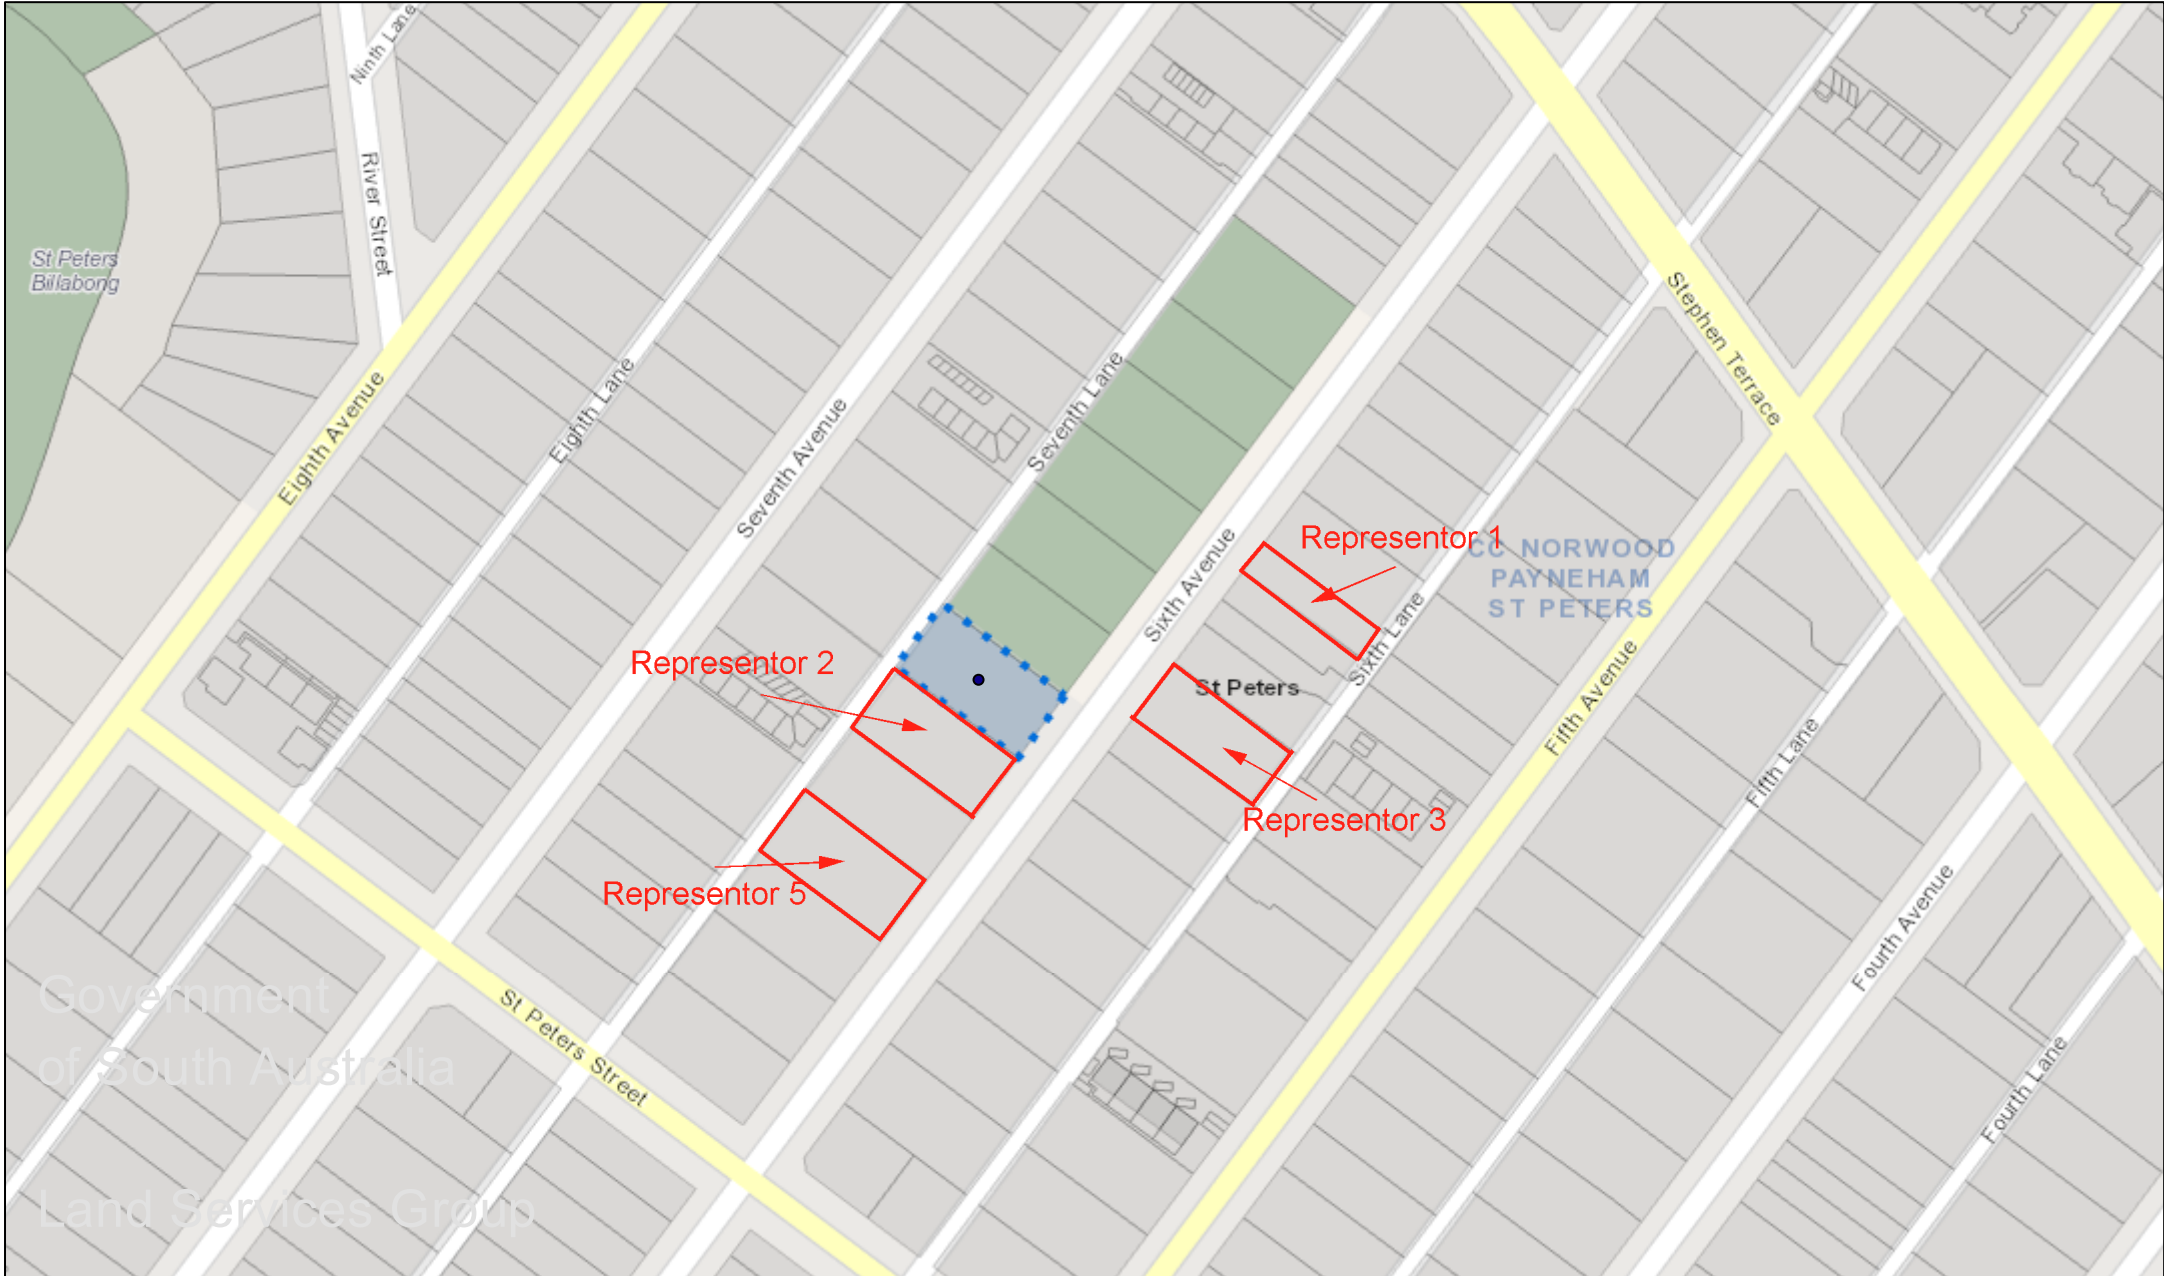 Ninth Lane
River Street
St Peters
Billabong
Stephen Terrace
Eighth Avenue
Eighth Lane
Seventh Avenue
Seventh Lane
Sixth Avenue
Representor 1
CC NORWOOD
PAYNEHAM
ST PETERS
Sixth Lane
Representor 2
St Peters
Fifth Avenue
Fifth Lane
Representor 3
Representor 5
Fourth Avenue
St Peters Street
Fourth Lane
Government
of South Australia
Land Services Group